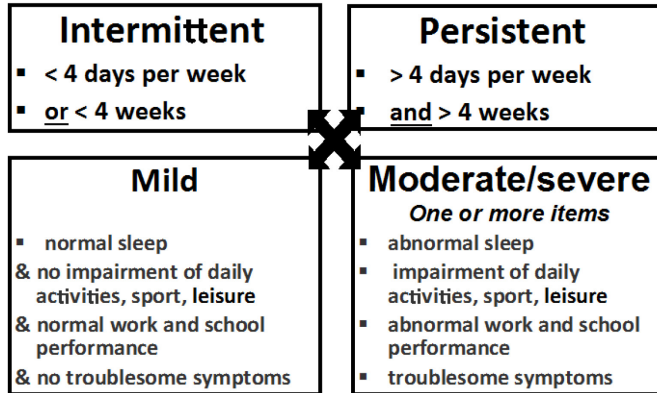 Intermittent
▪ < 4 days per week
▪ or < 4 weeks
Persistent
▪ > 4 days per week
▪ and > 4 weeks
Mild
▪ normal sleep
& no impairment of daily
activities, sport, leisure
& normal work and school
performance
& no troublesome symptoms
Moderate/severe
One or more items
▪ abnormal sleep
▪ impairment of daily
activities, sport, leisure
▪ abnormal work and school
performance
▪ troublesome symptoms